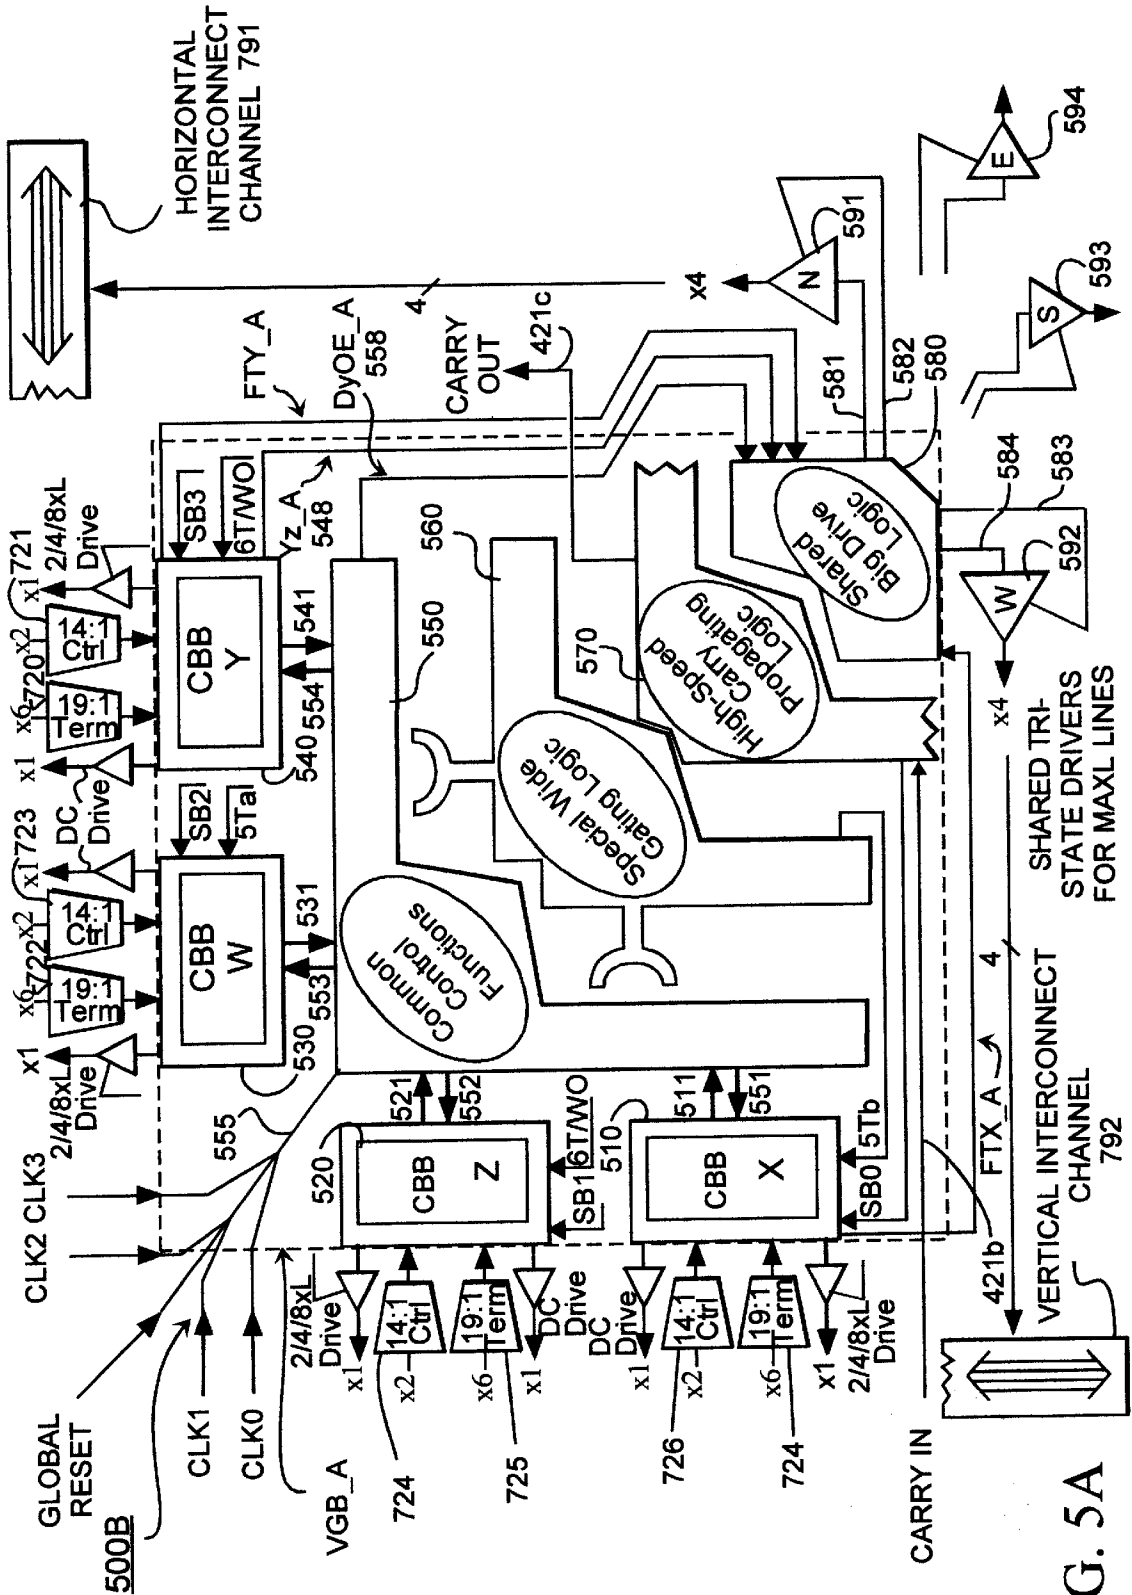 HORIZONTAL
INTERCONNECT
CHANNEL 791
FTY_A
DyOE_A
558
CARRY
OUT
421c
4
x4
N
591
E
594
S
593
581
582
580
584
583
W
592
x4
SHARED TRI-
STATE DRIVERS
FOR MAXL LINES
2/4/8xL
Drive
x1
721
x2
14:1
Ctrl
720
x6
19:1
Term
x1
DC
Drive
723
x1
x2
14:1
Ctrl
722
x6
19:1
Term
x1
2/4/8xL
Drive
SB3
6T/WO
Yz_A
548
CBB
Y
541
554
540
SB2
5Ta
CBB
W
531
553
530
550
560
570
Common
Control
Functions
Special Wide
Gating Logic
High-Speed
Carry
Propagating
Logic
Shared
Big Drive
Logic
555
CLK3
CLK2
GLOBAL
RESET
500B
CLK1
CLK0
VGB_A
520
CBB
Z
521
552
SB1
6T/WO
510
CBB
X
511
551
SB0
5Tb
2/4/8xL
Drive
x1
14:1
Ctrl
x2
724
19:1
Term
x6
725
DC
Drive
x1
DC
Drive
x1
14:1
Ctrl
x2
726
19:1
Term
x6
724
x1
2/4/8xL
Drive
421b
FTX_A
4
CARRY IN
VERTICAL INTERCONNECT
CHANNEL
792
G. 5A